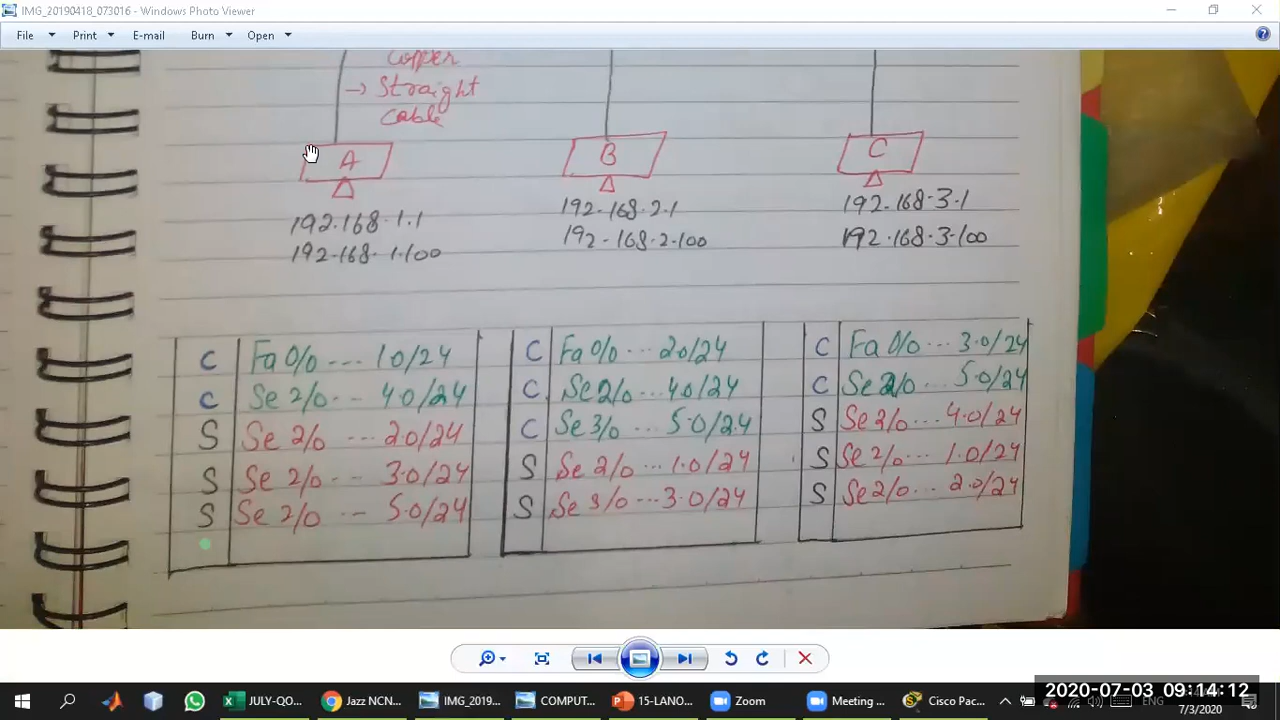 IMG_20190418_073016 - Windows Photo Viewer
File Print E-mail Burn Open
Copper
→ Straight
cable
A B C
192.168.1.1 192.168.2.1 192.168.3.1
192.168.1.100 192.168.2.100 192.168.3.100
C Fa 0/0 --- 1.0/24
C Se 2/0 --- 4.0/24
S Se 2/0 --- 2.0/24
S Se 2/0 --- 3.0/24
S Se 2/0 --- 5.0/24
C Fa 0/0 ... 2.0/24
C Se 2/0 ... 4.0/24
C Se 3/0 ... 5.0/24
S Se 2/0 ... 1.0/24
S Se 3/0 ... 3.0/24
C Fa 0/0 ... 3.0/24
C Se 2/0 ... 5.0/24
S Se 2/0 ... 4.0/24
S Se 2/0 ... 1.0/24
S Se 2/0 ... 2.0/24
JULY-QO... Jazz NCN... IMG_2019... COMPUT... 15-LANO... Zoom Meeting ... Cisco Pac... ENG
2020-07-03 09:14:12
7/3/2020